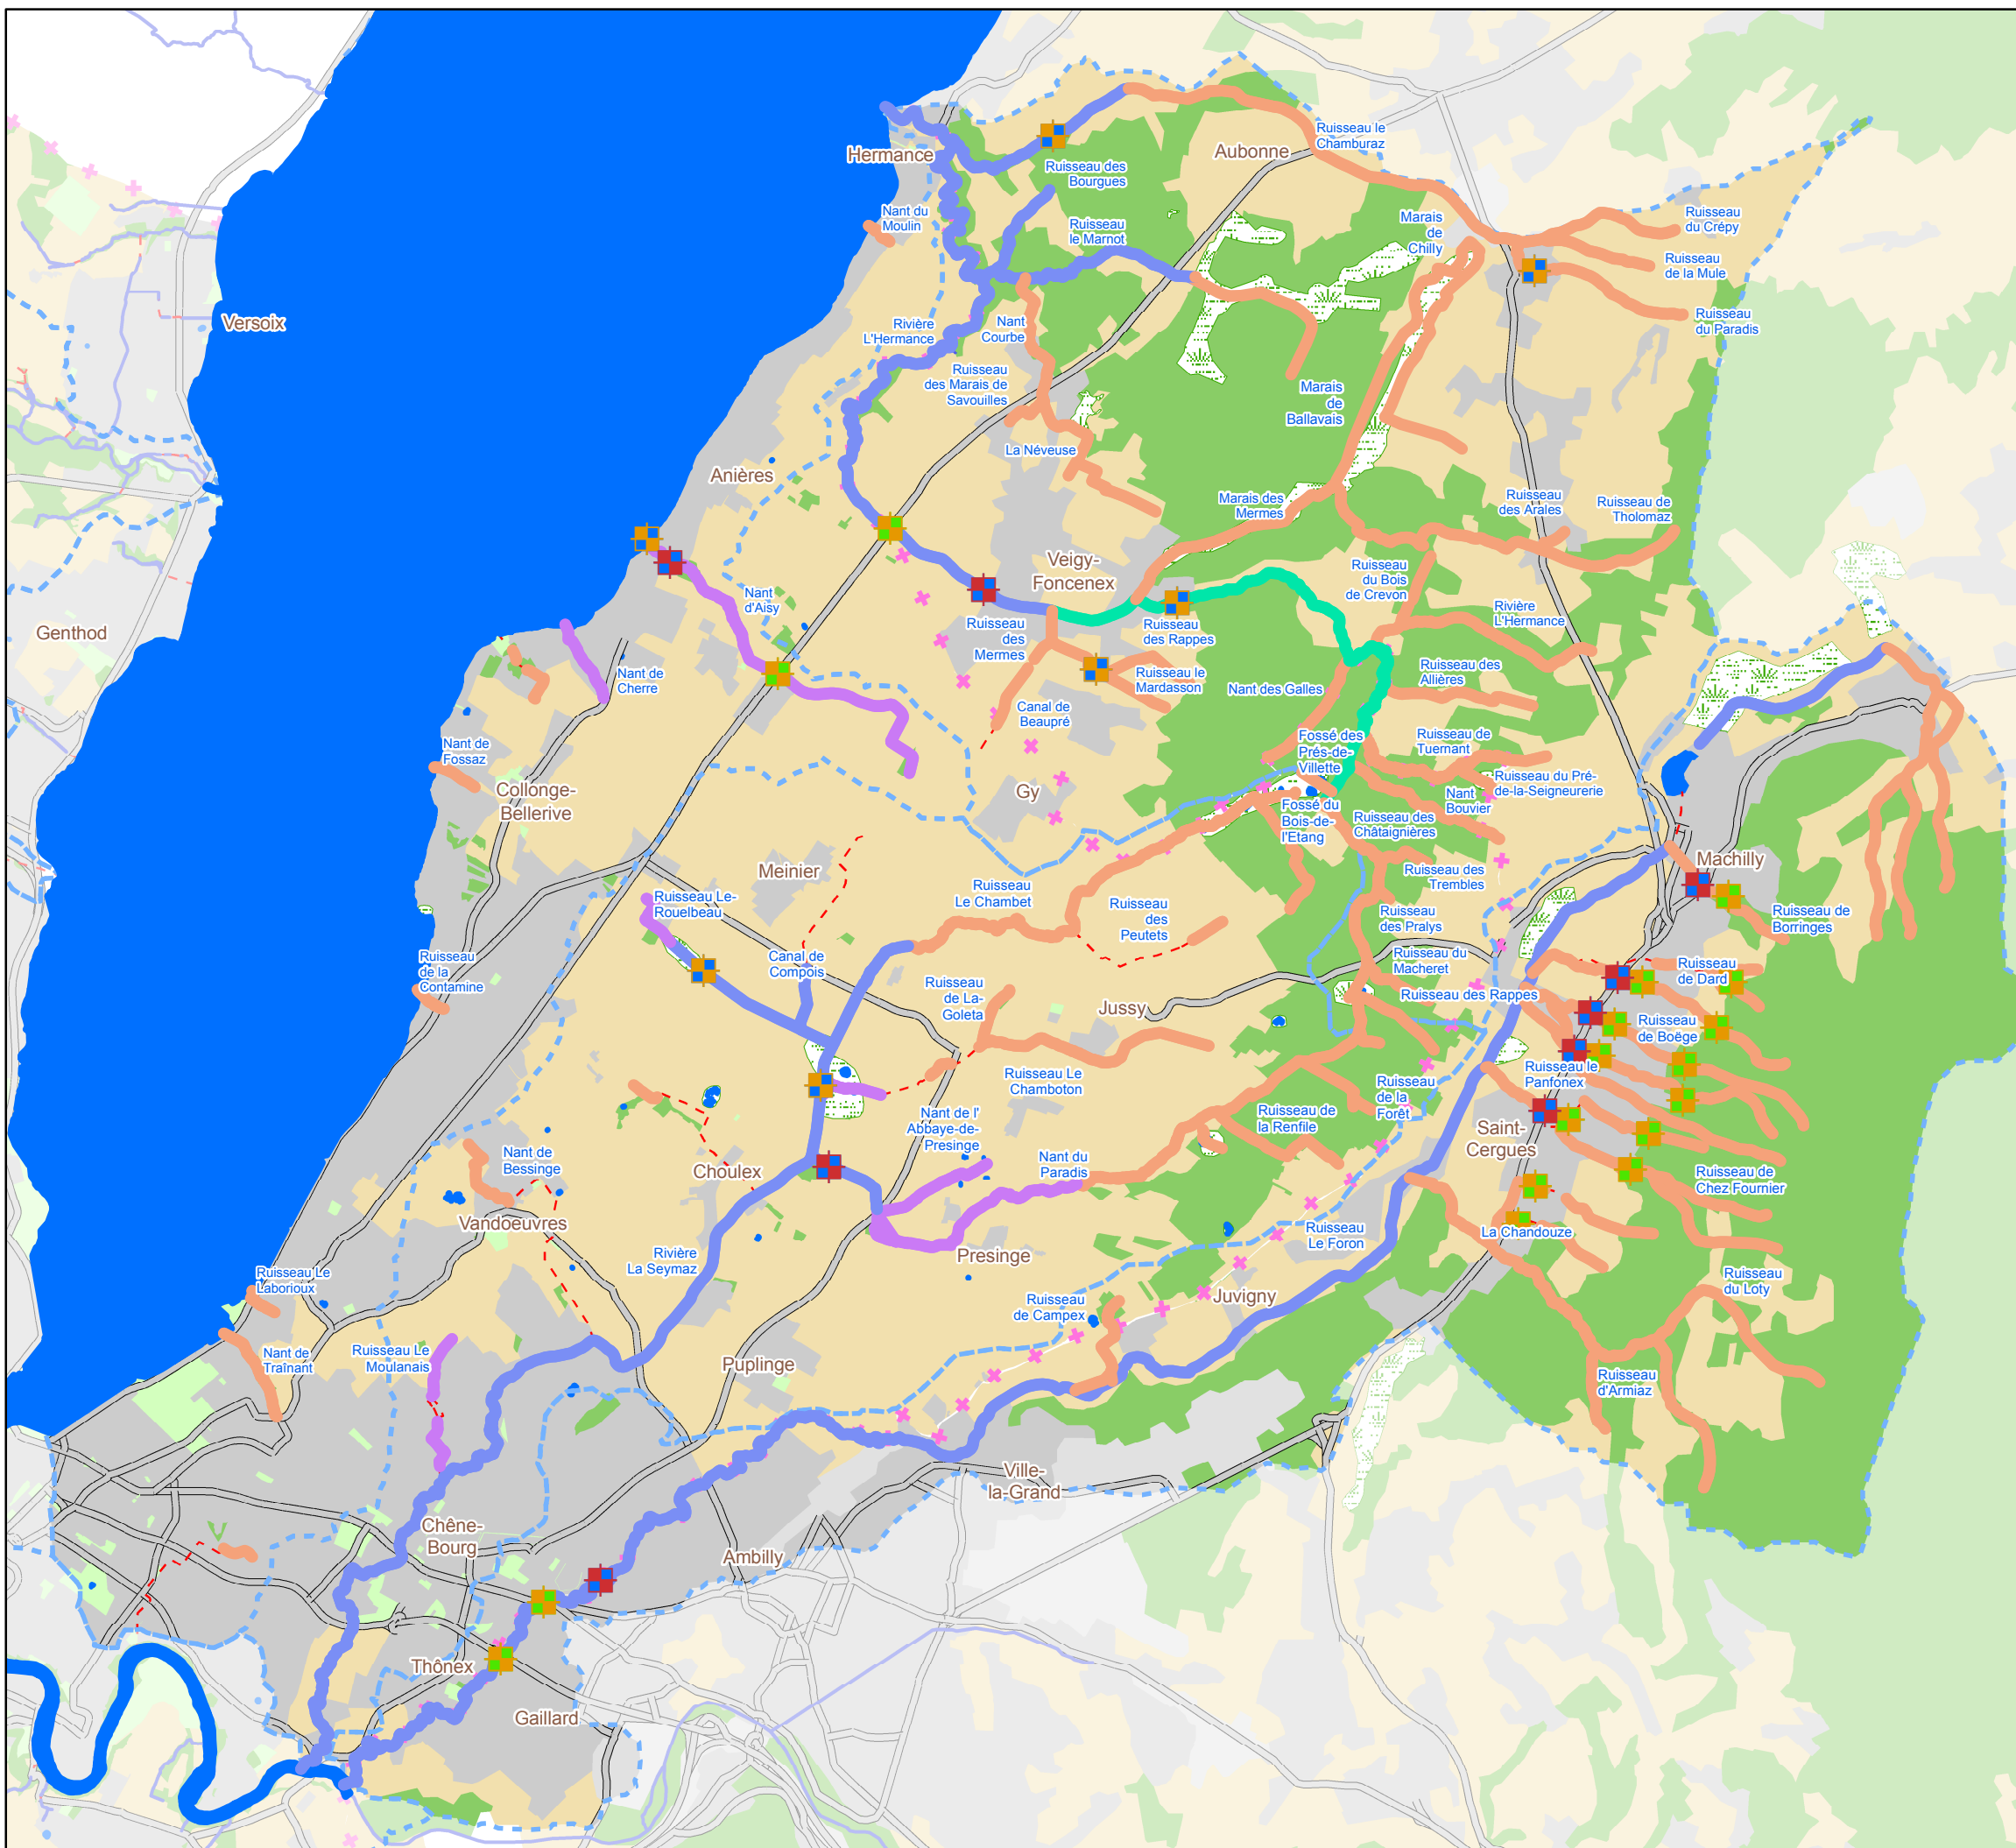 Ruisseau le
Chamburaz
Aubonne
Hermance
Ruisseau des
Bourgues
Nant du
Moulin
Ruisseau
le Marnot
Marais
de
Chilly
Ruisseau
du Crépy
Ruisseau
de la Mule
Ruisseau
du Paradis
Versoix
Rivière
L'Hermance
Nant
Courbe
Ruisseau
des Marais de
Savouilles
Marais
de
Ballavais
La Néveuse
Anières
Marais des
Mermes
Ruisseau
des Arales
Ruisseau de
Tholomaz
Veigy-
Foncenex
Ruisseau
du Bois
de Crevon
Nant
d'Aisy
Rivière
L'Hermance
Genthod
Ruisseau
des
Mermes
Ruisseau
des Rappes
Nant de
Cherre
Ruisseau le
Mardasson
Nant des Galles
Ruisseau des
Allières
Canal de
Beaupré
Nant de
Fossaz
Fossé des
Prés-de-
Villette
Ruisseau de
Tuernant
Collonge-
Bellerive
Gy
Ruisseau du Pré-
de-la-Seigneurerie
Nant
Bouvier
Fossé du
Bois-de-
l'Etang
Ruisseau des
Châtaignières
Meinier
Machilly
Ruisseau des
Trembles
Ruisseau Le-
Rouelbeau
Ruisseau
Le Chambet
Ruisseau
des
Peutets
Ruisseau
des Pralys
Ruisseau de
Borringes
Ruisseau
de la
Contamine
Canal de
Compois
Ruisseau du
Macheret
Ruisseau
de Dard
Ruisseau
de La-
Goleta
Jussy
Ruisseau des Rappes
Ruisseau
de Boëge
Ruisseau Le
Chamboton
Ruisseau le
Panfonex
Ruisseau
de la
Forêt
Nant de l'
Abbaye-de-
Presinge
Ruisseau de
la Renfile
Saint-
Cergues
Nant de
Bessinge
Choulex
Nant du
Paradis
Ruisseau de
Chez Fournier
Vandoeuvres
Ruisseau
Le Foron
La Chandouze
Rivière
La Seymaz
Presinge
Ruisseau Le
Laborioux
Ruisseau
du Loty
Ruisseau
de Campex
Juvigny
Nant de
Traînant
Ruisseau Le
Moulanais
Puplinge
Ruisseau
d'Armiaz
Ville-
la-Grand
Chêne-
Bourg
Ambilly
Thônex
Gaillard